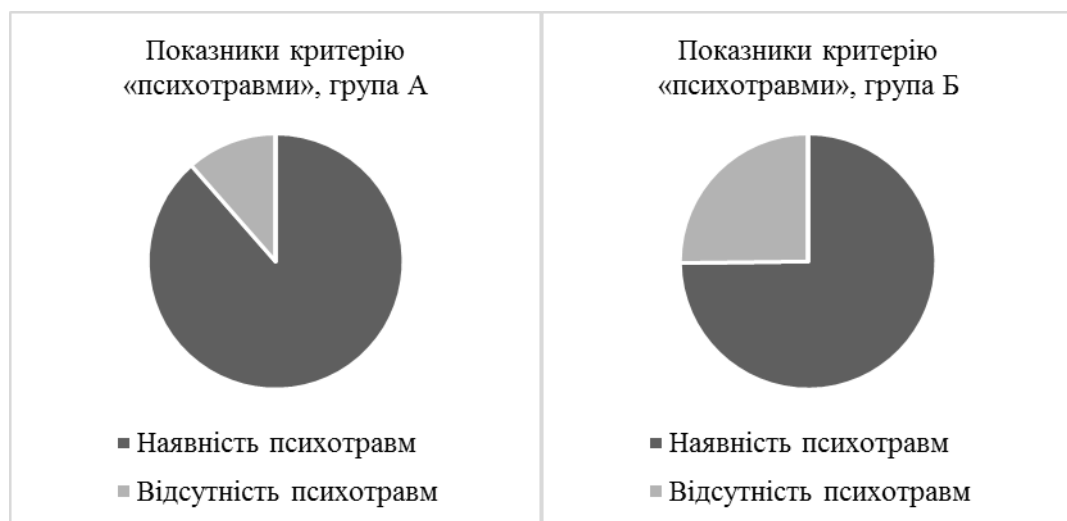 Показники критерію
«психотравми», група А
Наявність психотравм
Відсутність психотравм
Показники критерію
«психотравми», група Б
Наявність психотравм
Відсутність психотравм